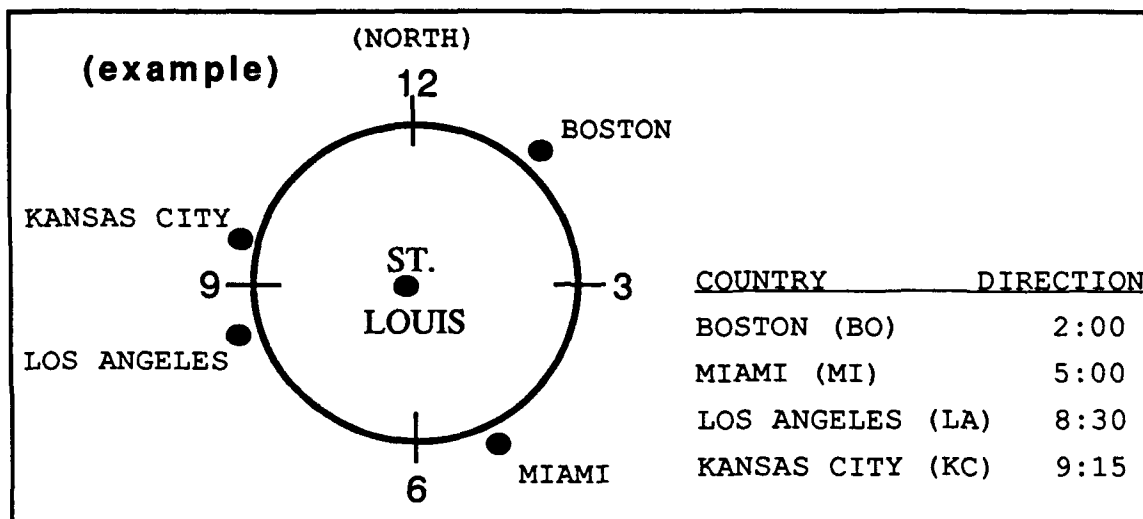 (NORTH)
(example)
12
BOSTON
KANSAS CITY
9
ST.
LOUIS
3
LOS ANGELES
6
MIAMI
COUNTRY DIRECTION
BOSTON (BO) 2:00
MIAMI (MI) 5:00
LOS ANGELES (LA) 8:30
KANSAS CITY (KC) 9:15